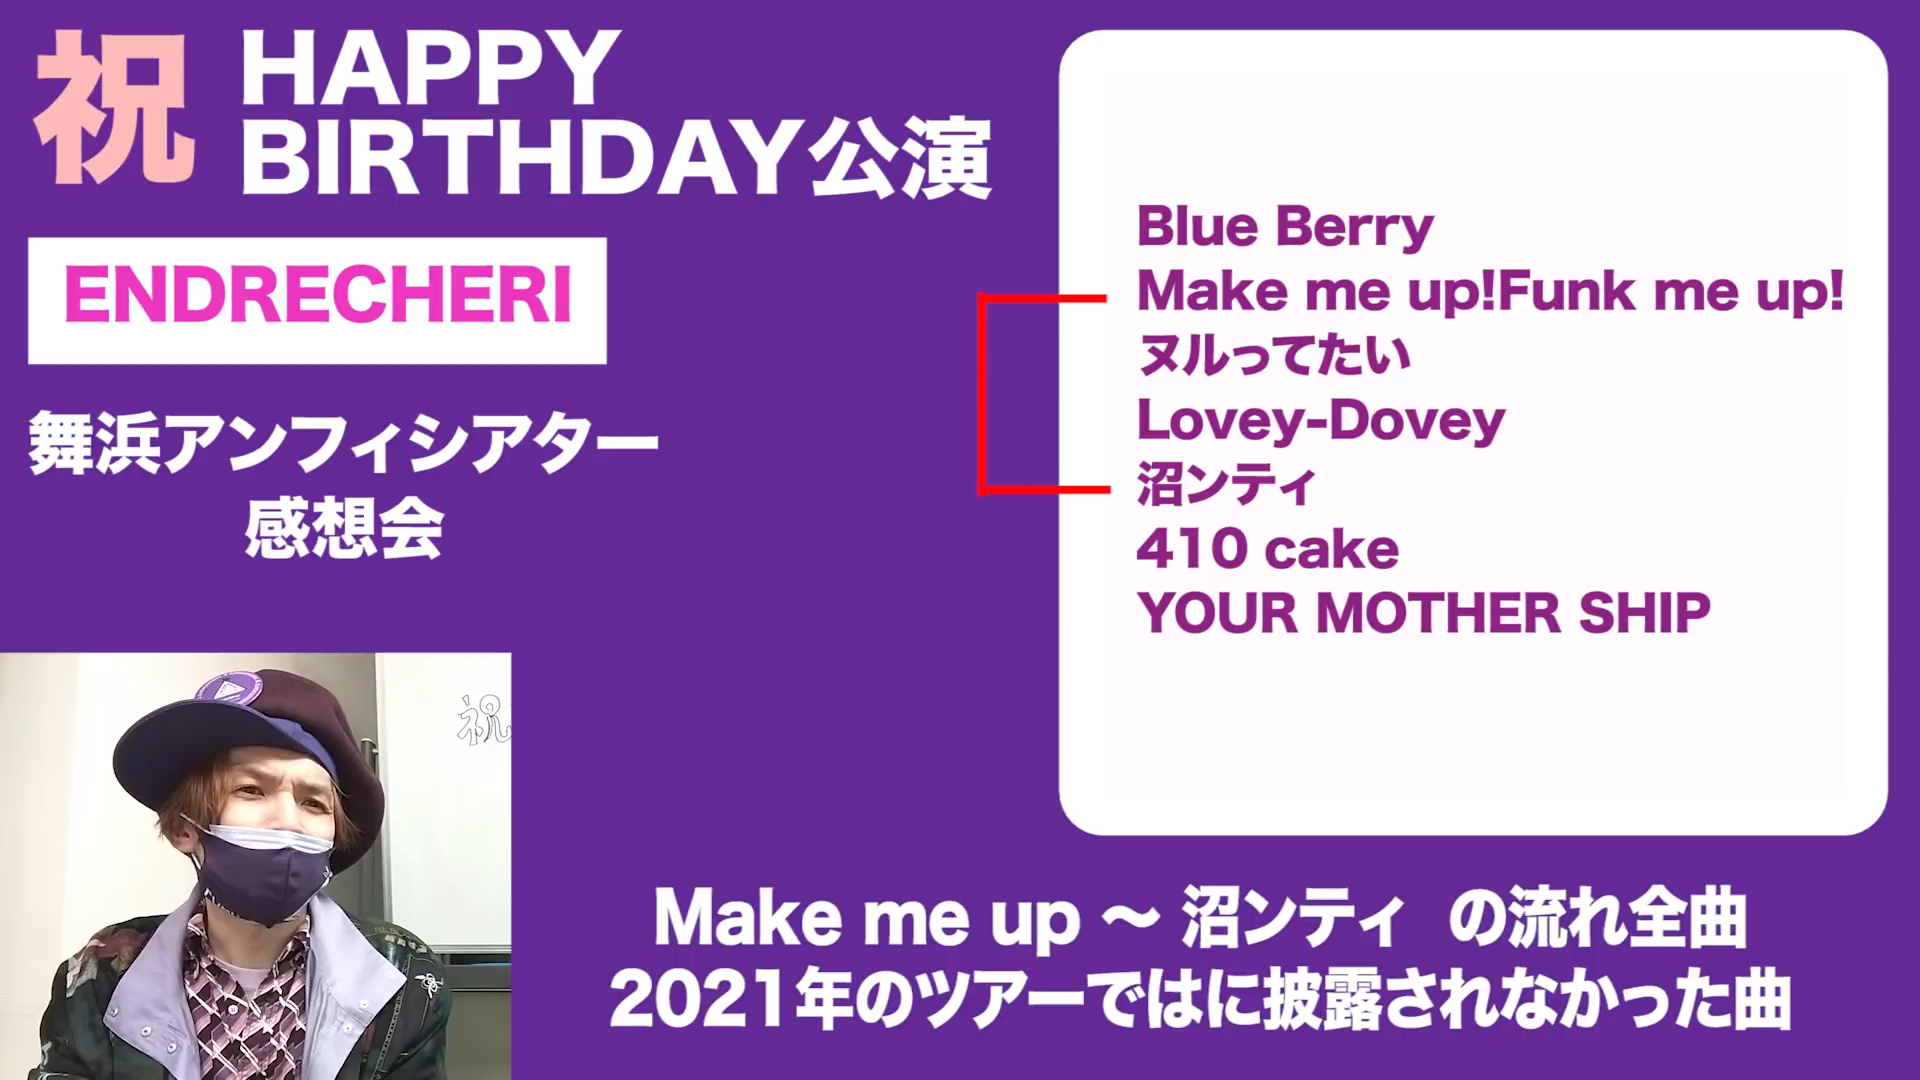 祝
HAPPY
BIRTHDAY公演
ENDRECHERI
舞浜アンフィシアター
感想会
Blue Berry
Make me up!Funk me up!
ヌルってたい
Lovey-Dovey
沼ンティ
410 cake
YOUR MOTHER SHIP
祝
Make me up ～ 沼ンティ の流れ全曲
2021年のツアーではに披露されなかった曲